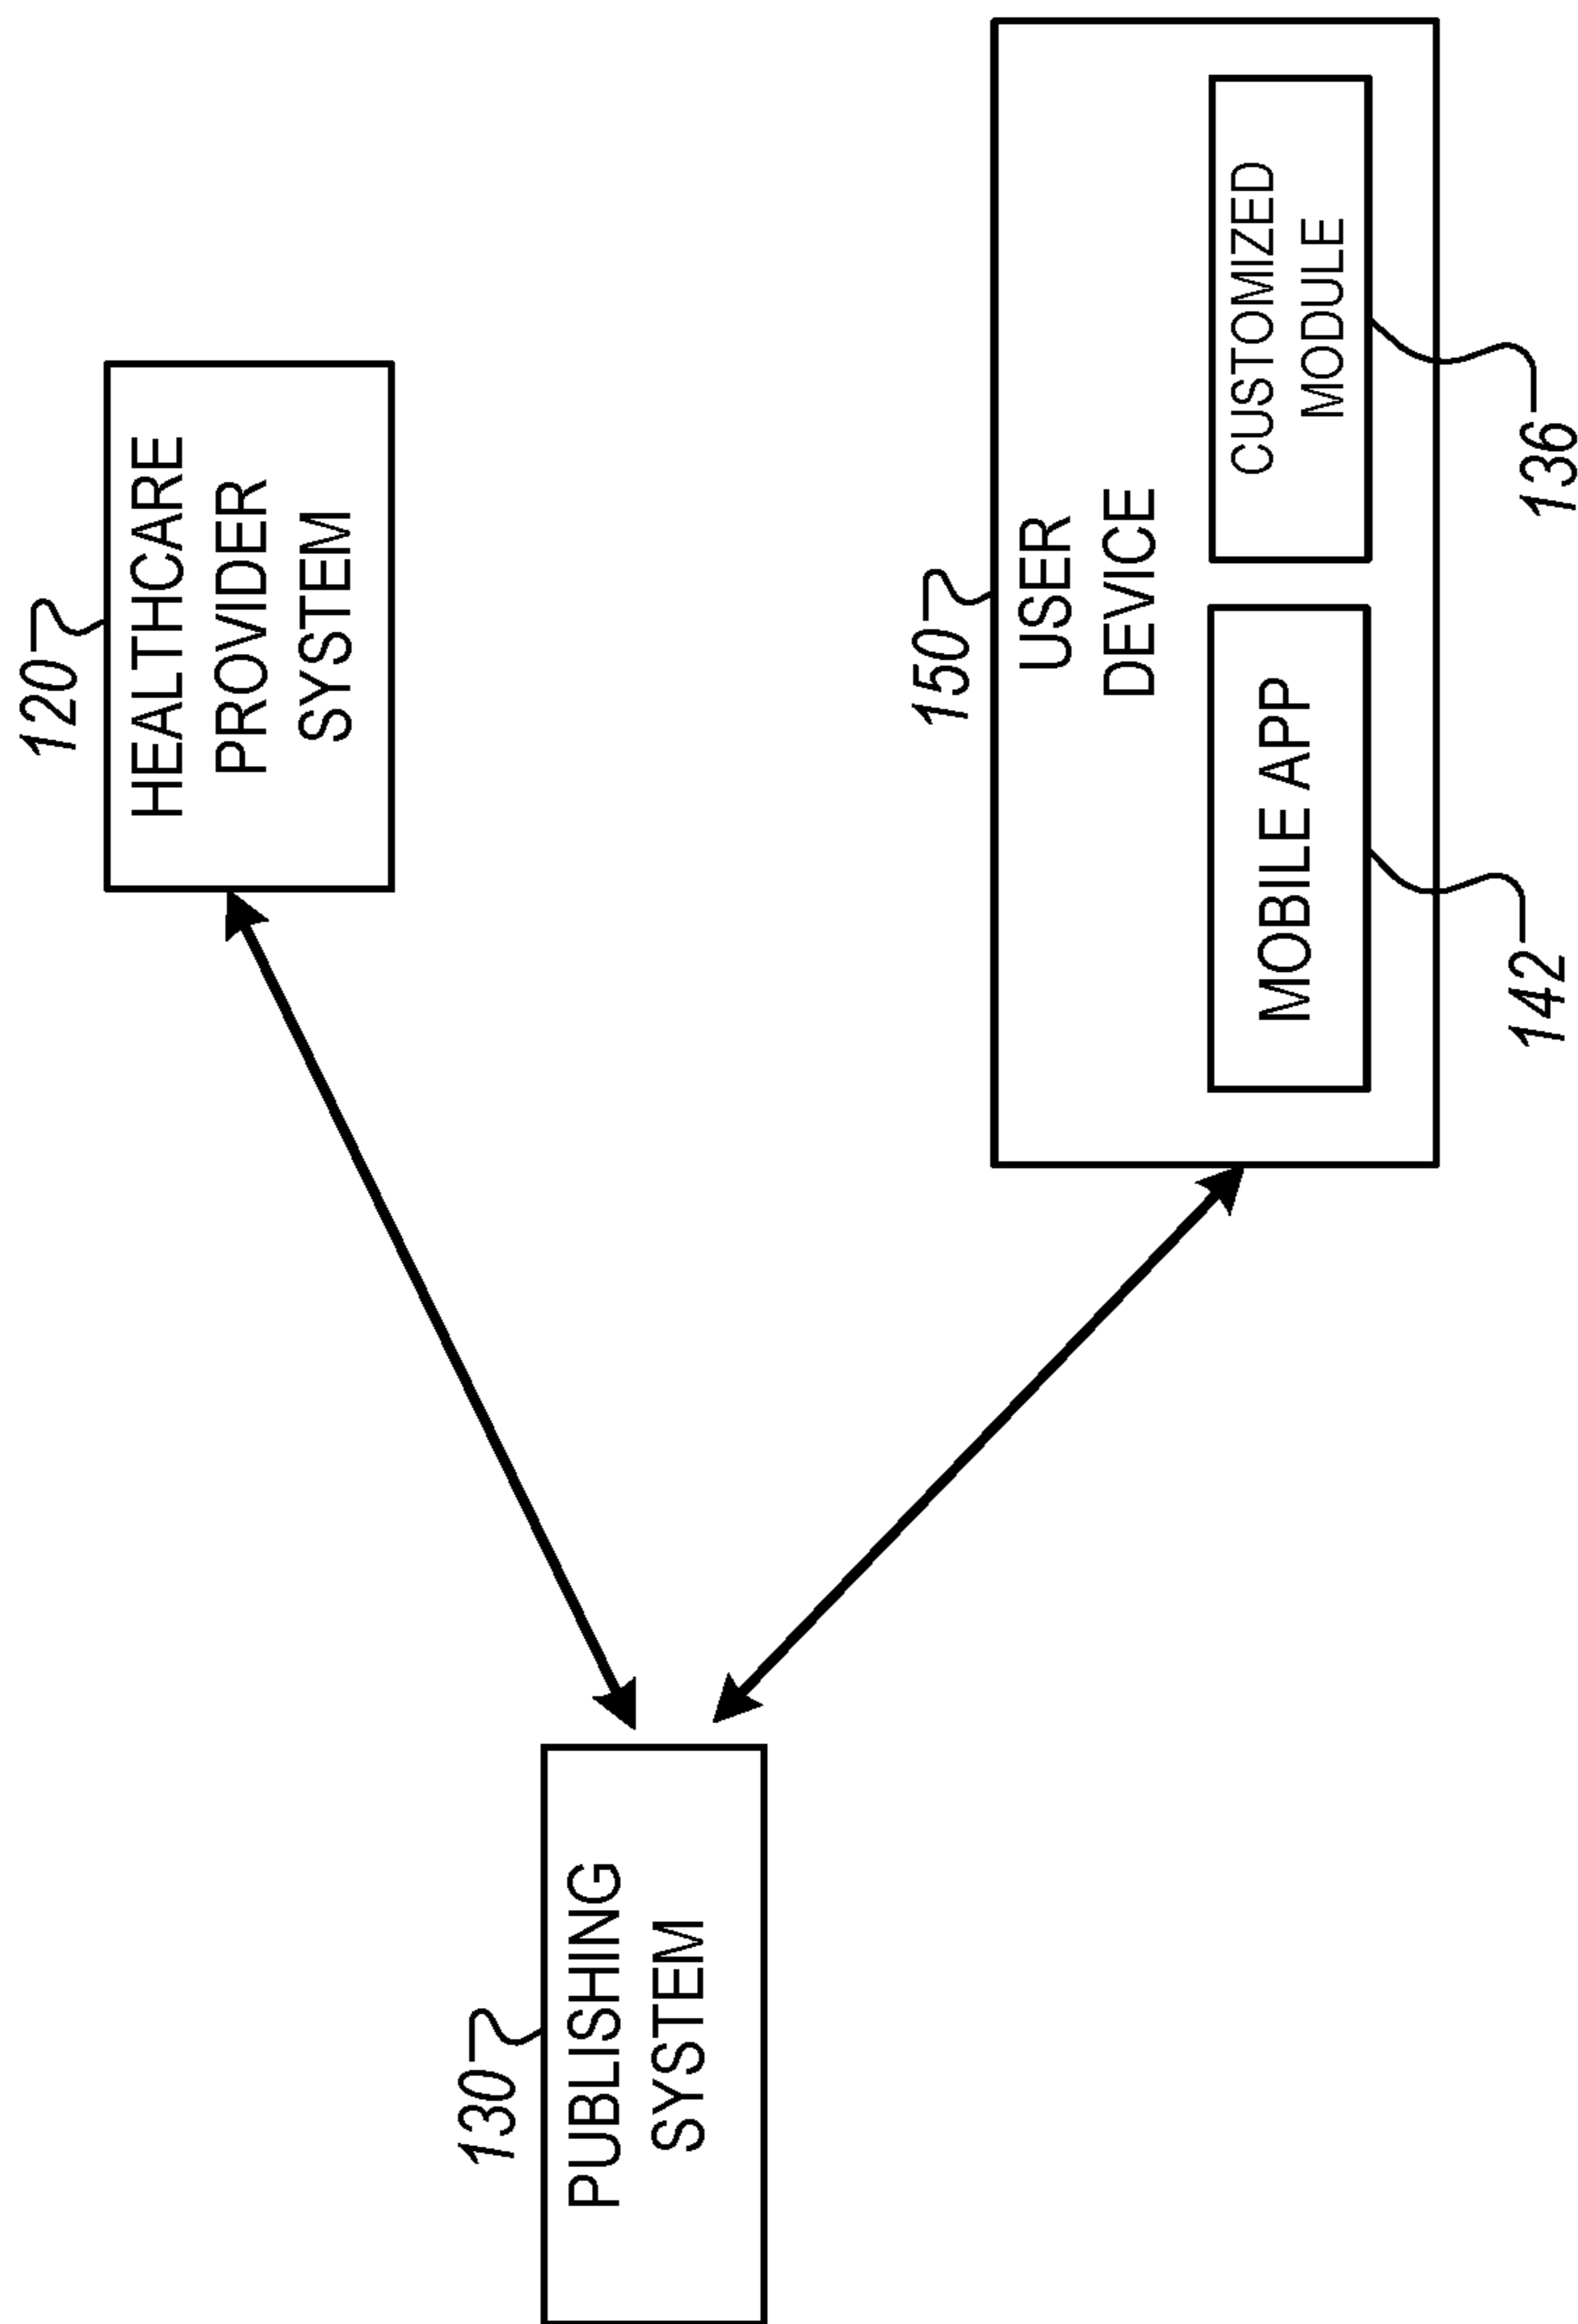 120
HEALTHCARE
PROVIDER
SYSTEM
130
PUBLISHING
SYSTEM
150
USER
DEVICE
MOBILE APP
CUSTOMIZED
MODULE
142
136